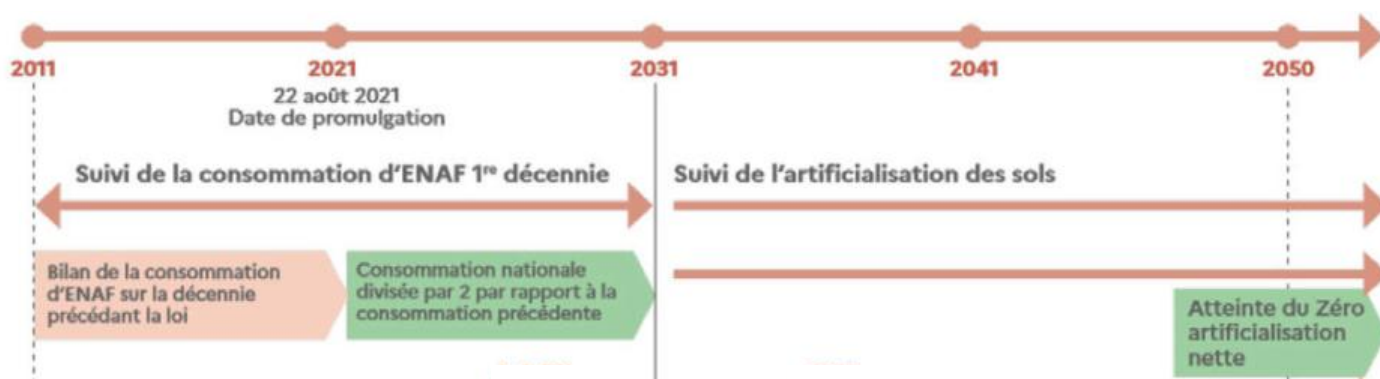 2011 2021 2031 2041 2050
22 août 2021
Date de promulgation
Suivi de la consommation d'ENAF 1re décennie
Suivi de l'artificialisation des sols
Bilan de la consommation
d'ENAF sur la décennie
précédant la loi
Consommation nationale
divisée par 2 par rapport à la
consommation précédente
Atteinte du Zéro
artificialisation
nette